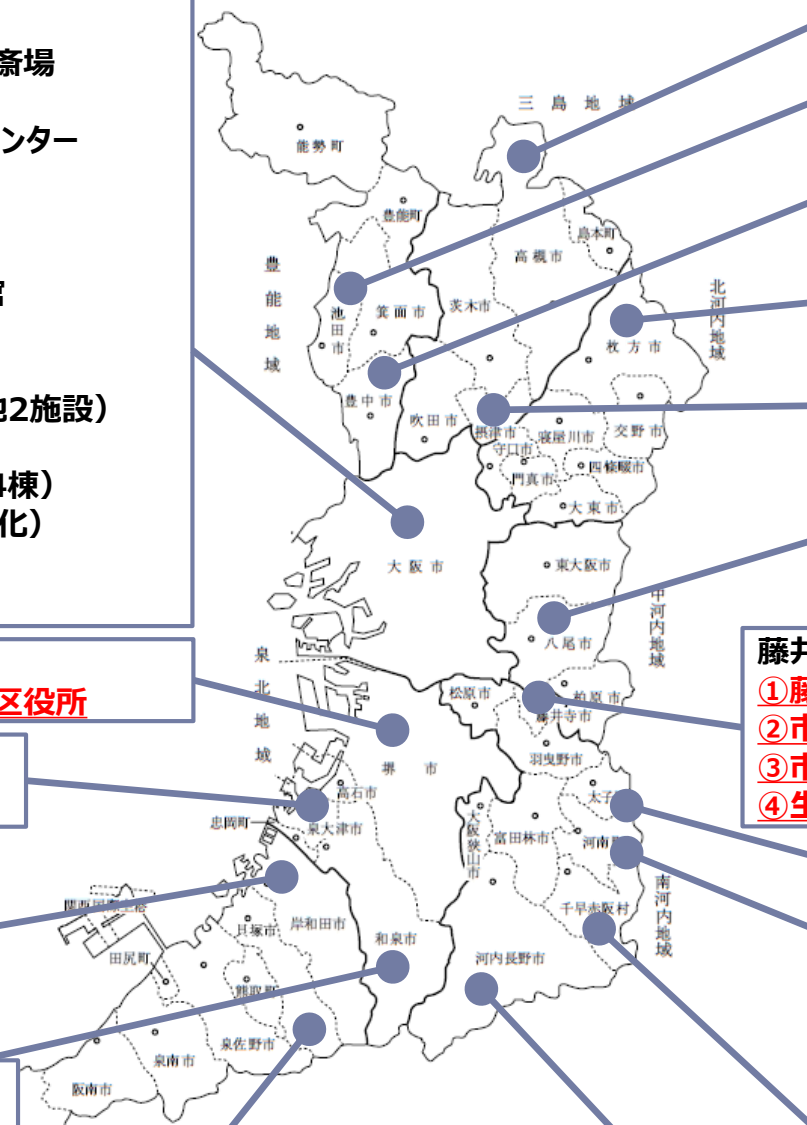 斎場
ンター
官
2施設）
棟）
化）
区役所
藤井
①藤
②市
③市
④生
三島地域
能勢町
豊能町
島本町
高槻市
豊能地域
北河内地域
茨木市
池田市
箕面市
枚方市
豊中市
吹田市
摂津市
寝屋川市
交野市
守口市
門真市
四條畷市
大東市
大阪市
東大阪市
中河内地域
八尾市
泉北地域
松原市
柏原市
藤井寺市
堺市
羽曳野市
高石市
太子
忠岡町
泉大津市
大阪狭山市
富田林市
河南
南河内地域
関西国際空港
貝塚市
岸和田市
和泉市
千早赤阪村
田尻町
河内長野市
熊取町
泉佐野市
泉南市
阪南市